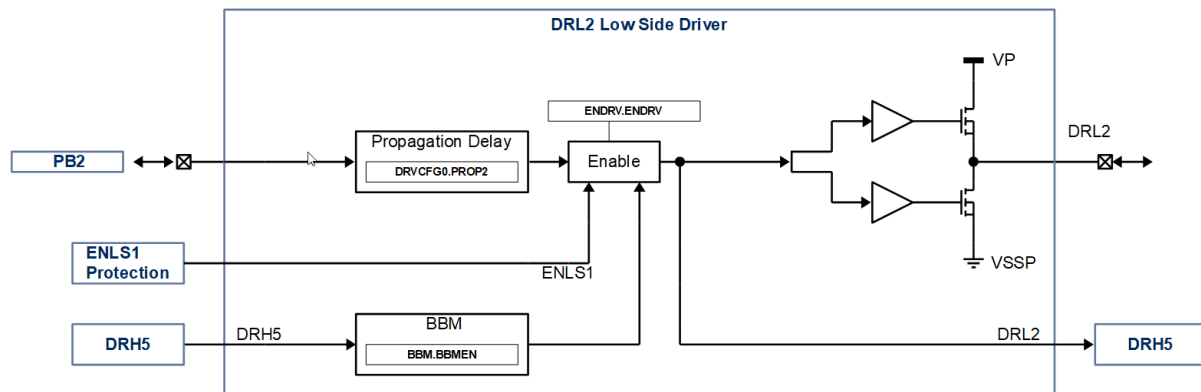 DRL2 Low Side Driver
VP
ENDRV.ENDRV
PB2
Propagation Delay
DRVCFG0.PROP2
Enable
DRL2
ENLS1
Protection
ENLS1
VSSP
DRH5
DRH5
BBM
BBM.BBMEN
DRL2
DRH5